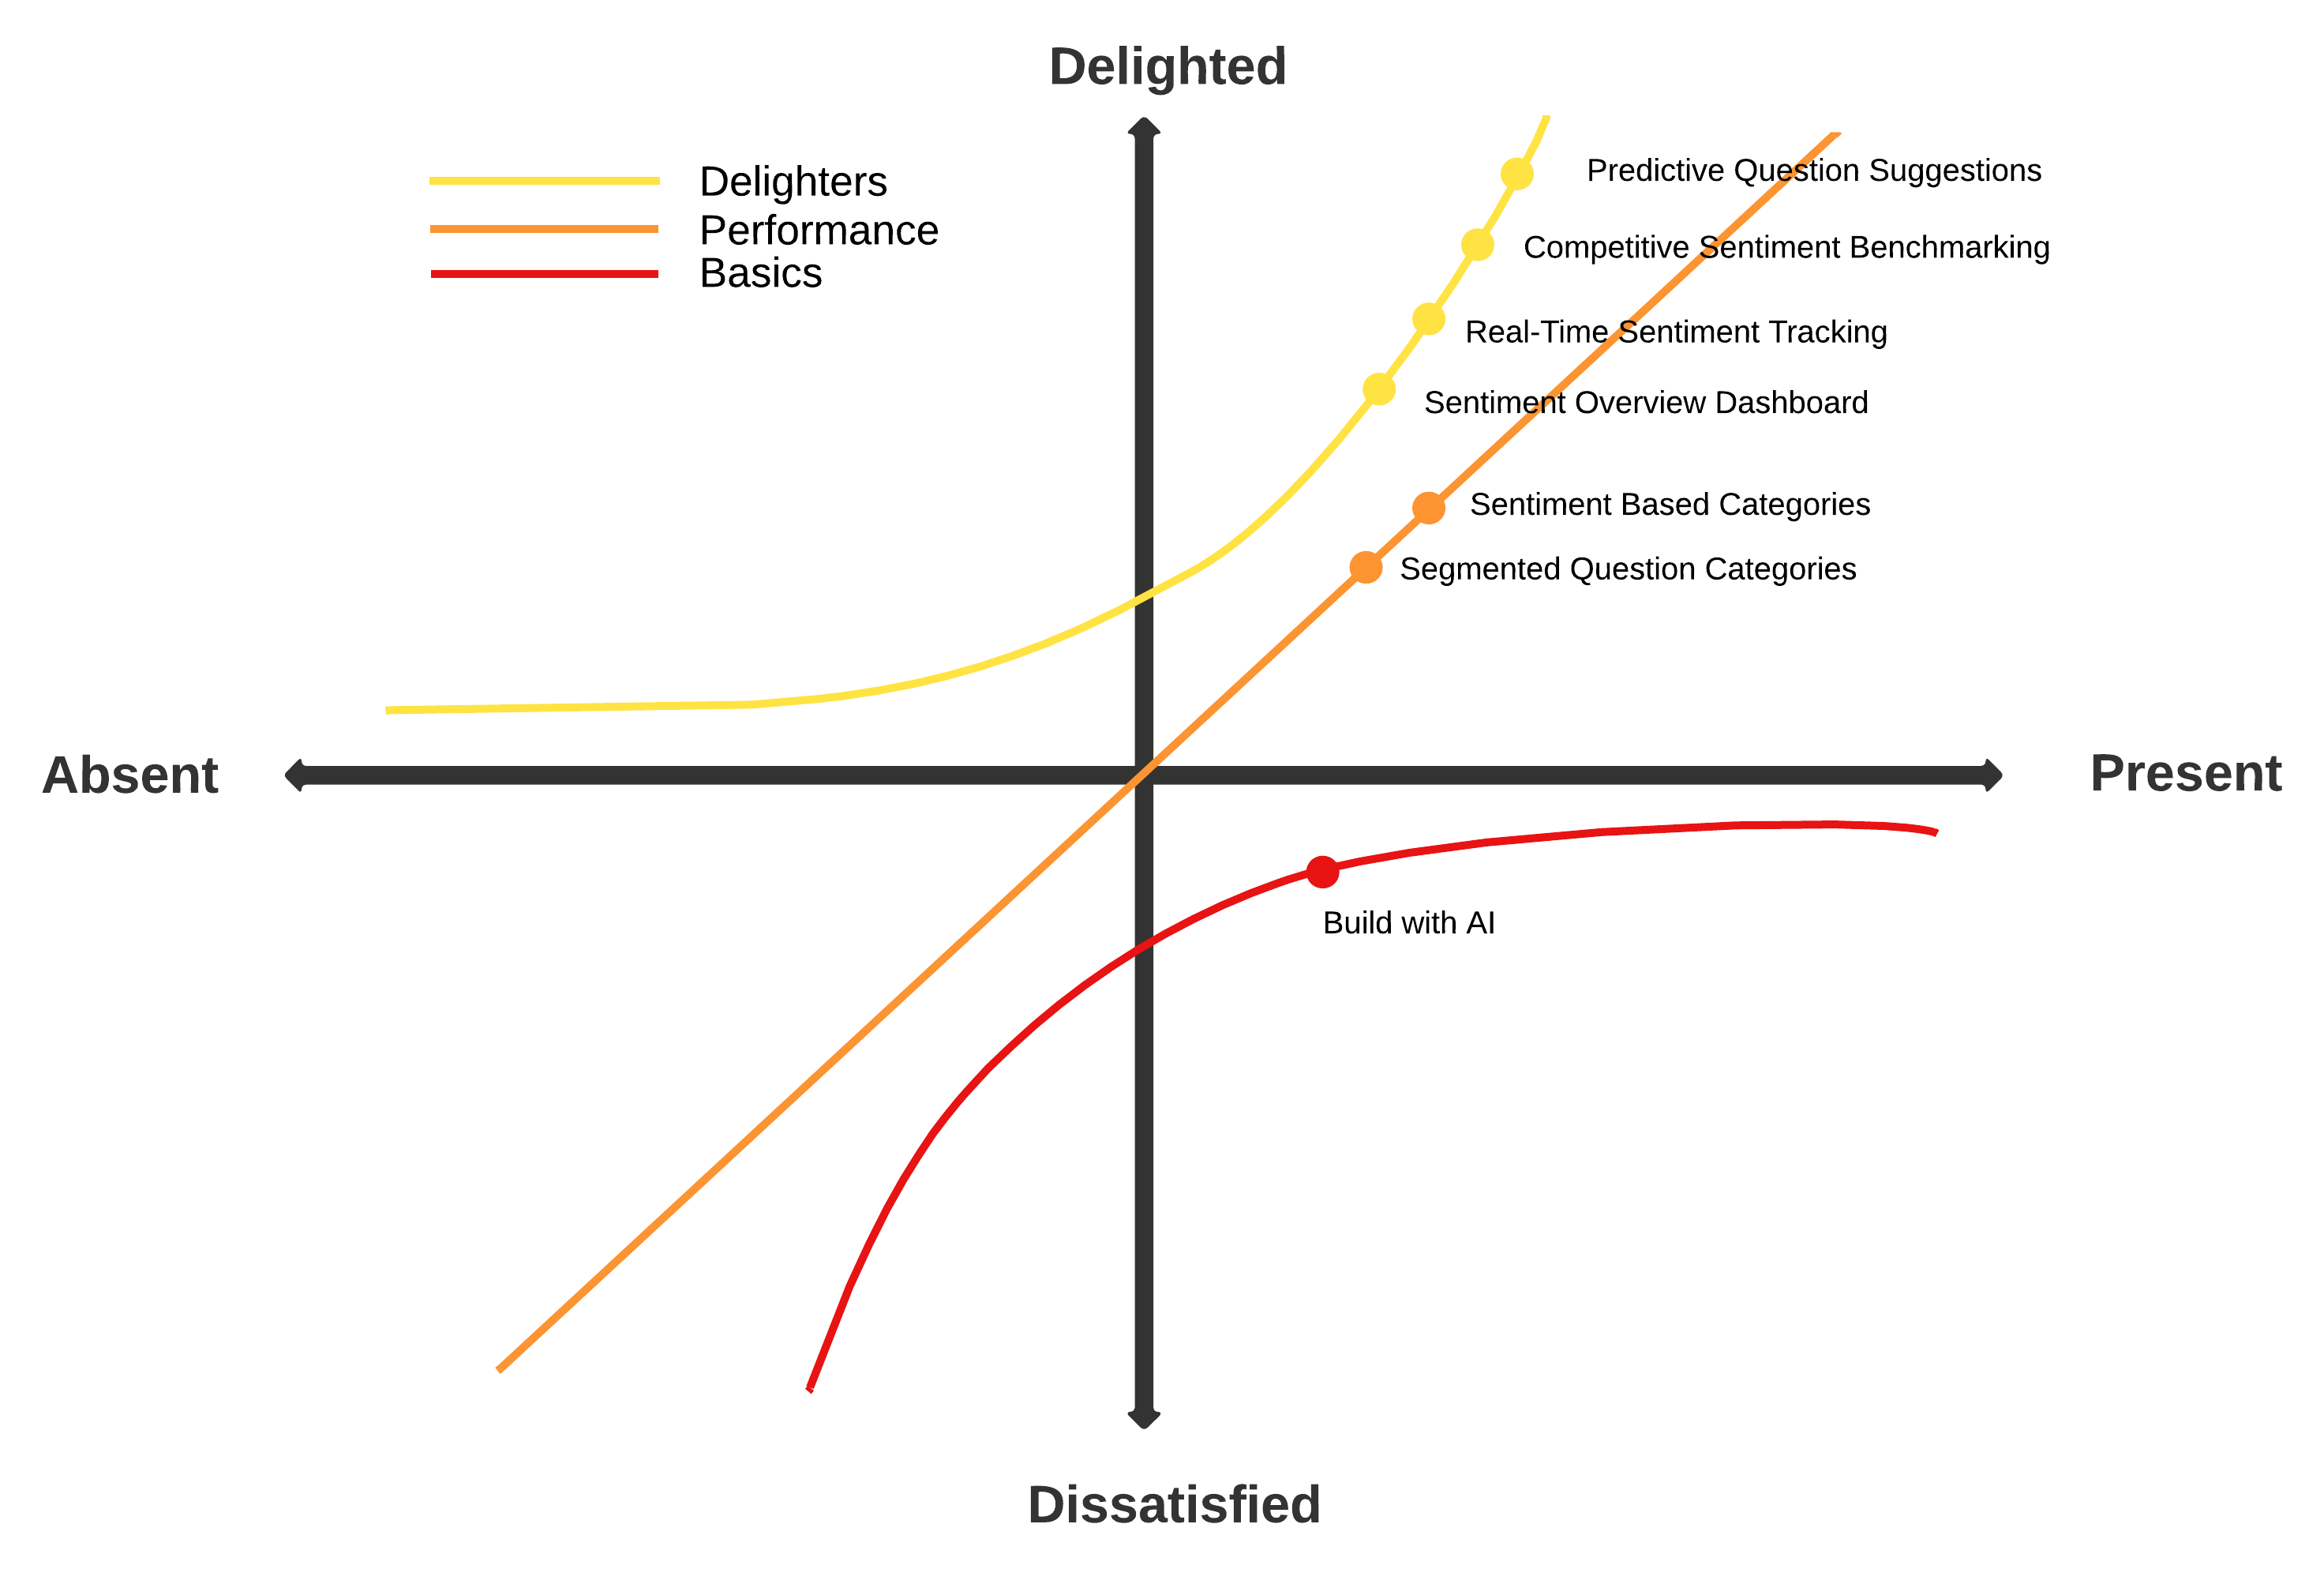 Delighted
Delighters
Performance
Basics
Predictive Question Suggestions
Competitive Sentiment Benchmarking
Real-Time Sentiment Tracking
Sentiment Overview Dashboard
Sentiment Based Categories
Segmented Question Categories
Absent
Present
Build with AI
Dissatisfied